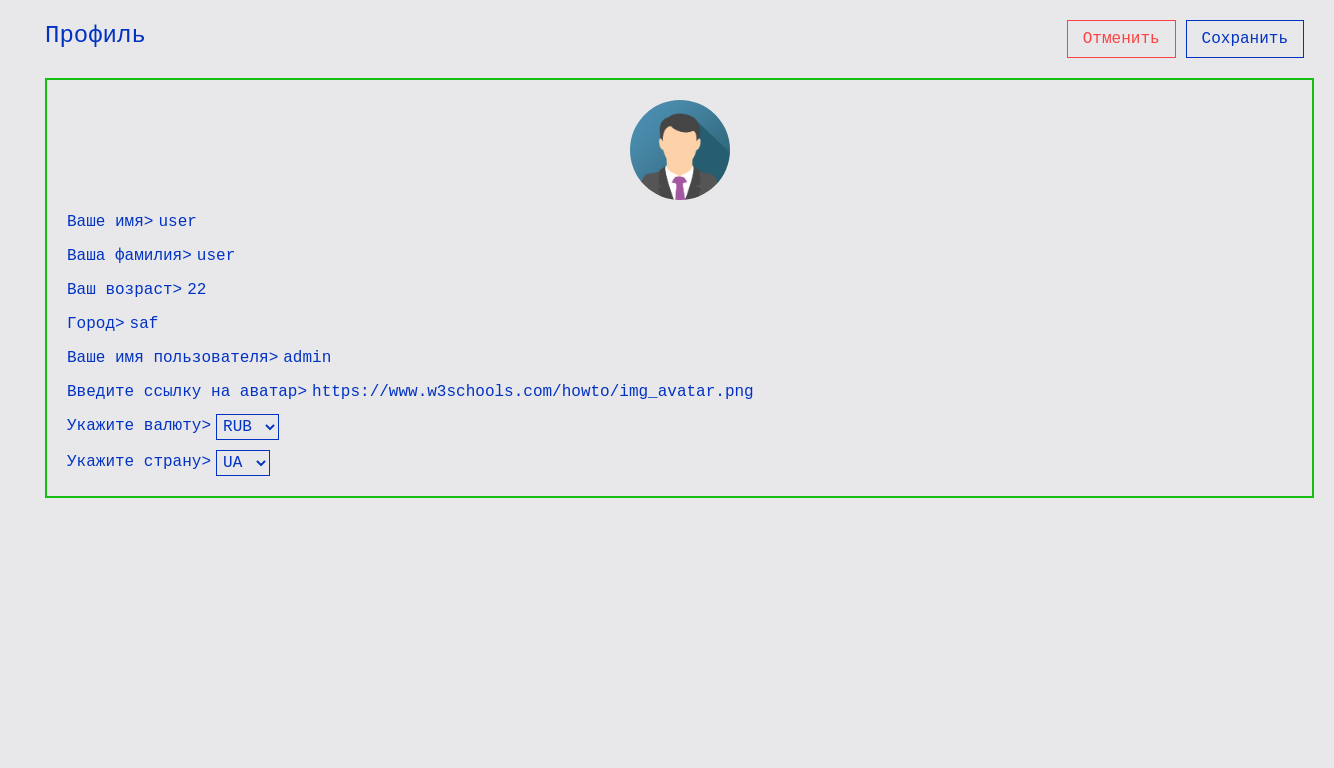 Профиль
Отменить Сохранить
Ваше имя> user
Ваша фамилия> user
Ваш возраст> 22
Город> saf
Ваше имя пользователя> admin
Введите ссылку на аватар> https://www.w3schools.com/howto/img_avatar.png
Укажите валюту> RUB
Укажите страну> UA